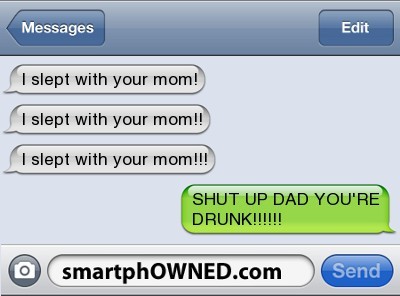 Messages Edit
I slept with your mom!
I slept with your mom!!
I slept with your mom!!!
SHUT UP DAD YOU'RE
DRUNK!!!!!!
smartphOWNED.com Send